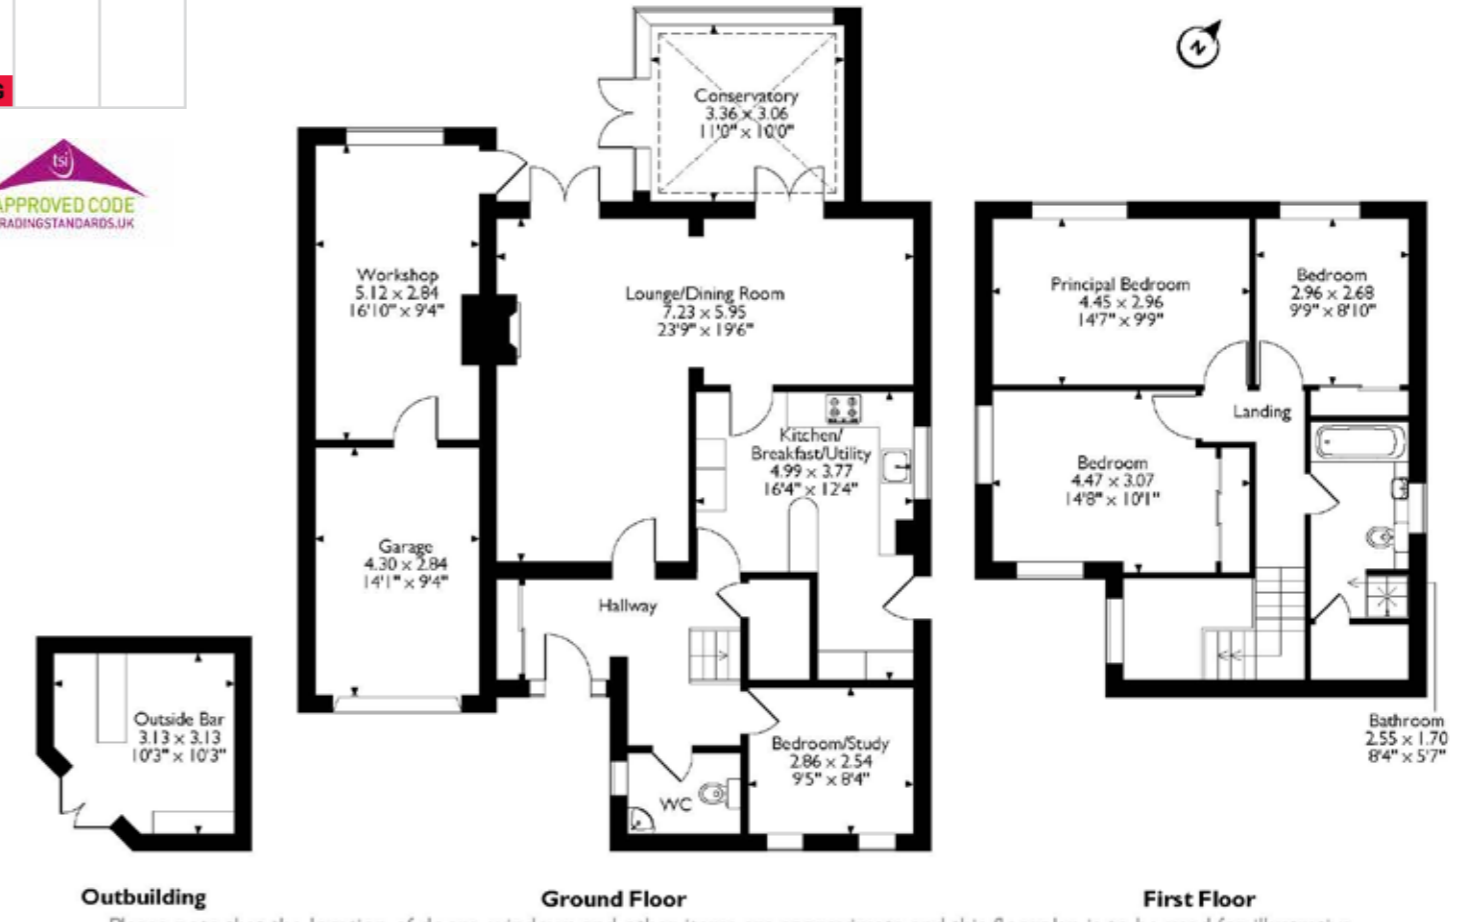 G
tsi
APPROVED CODE
TRADINGSTANDARDS.UK
N
Conservatory
3.36 x 3.06
11'0" x 10'0"
Workshop
5.12 x 2.84
16'10" x 9'4"
Lounge/Dining Room
7.23 x 5.95
23'9" x 19'6"
Principal Bedroom
4.45 x 2.96
14'7" x 9'9"
Bedroom
2.96 x 2.68
9'9" x 8'10"
Landing
Kitchen/
Breakfast/Utility
4.99 x 3.77
16'4" x 12'4"
Bedroom
4.47 x 3.07
14'8" x 10'1"
Garage
4.30 x 2.84
14'1" x 9'4"
Hallway
Outside Bar
3.13 x 3.13
10'3" x 10'3"
Bedroom/Study
2.86 x 2.54
9'5" x 8'4"
WC
Bathroom
2.55 x 1.70
8'4" x 5'7"
Outbuilding
Ground Floor
First Floor